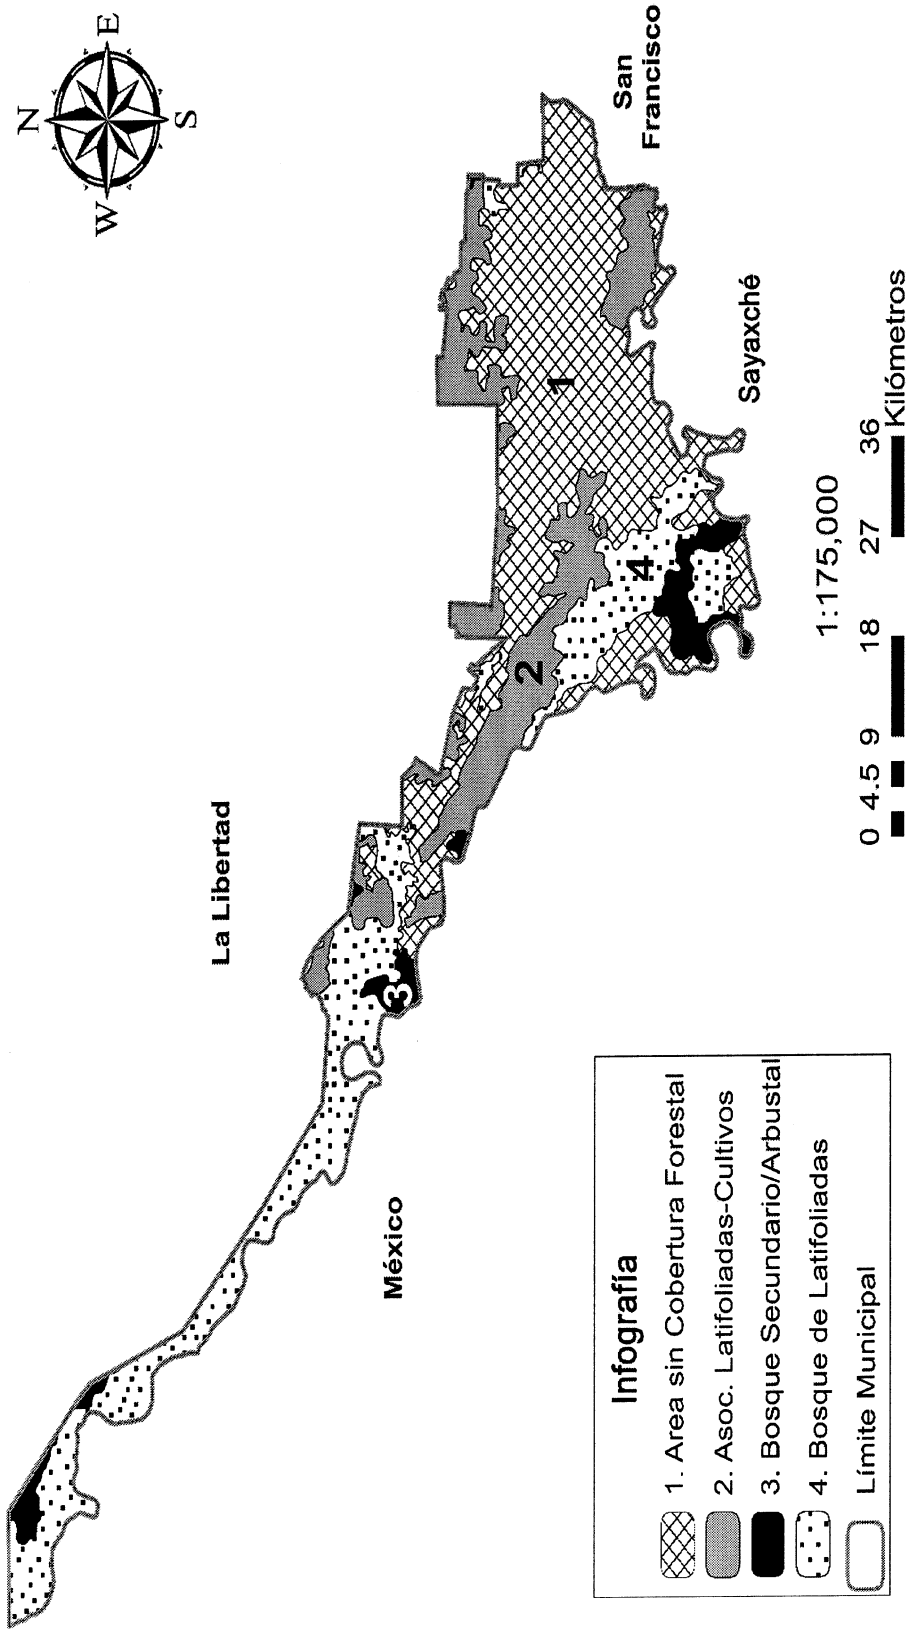 N
W
E
S
La Libertad
San
Francisco
1
2
4
3
México
Sayaxché
1:175,000
0 4.5 9 18 27 36
Kilómetros
Infografía
1. Area sin Cobertura Forestal
2. Asoc. Latifoliadas-Cultivos
3. Bosque Secundario/Arbustal
4. Bosque de Latifoliadas
Límite Municipal